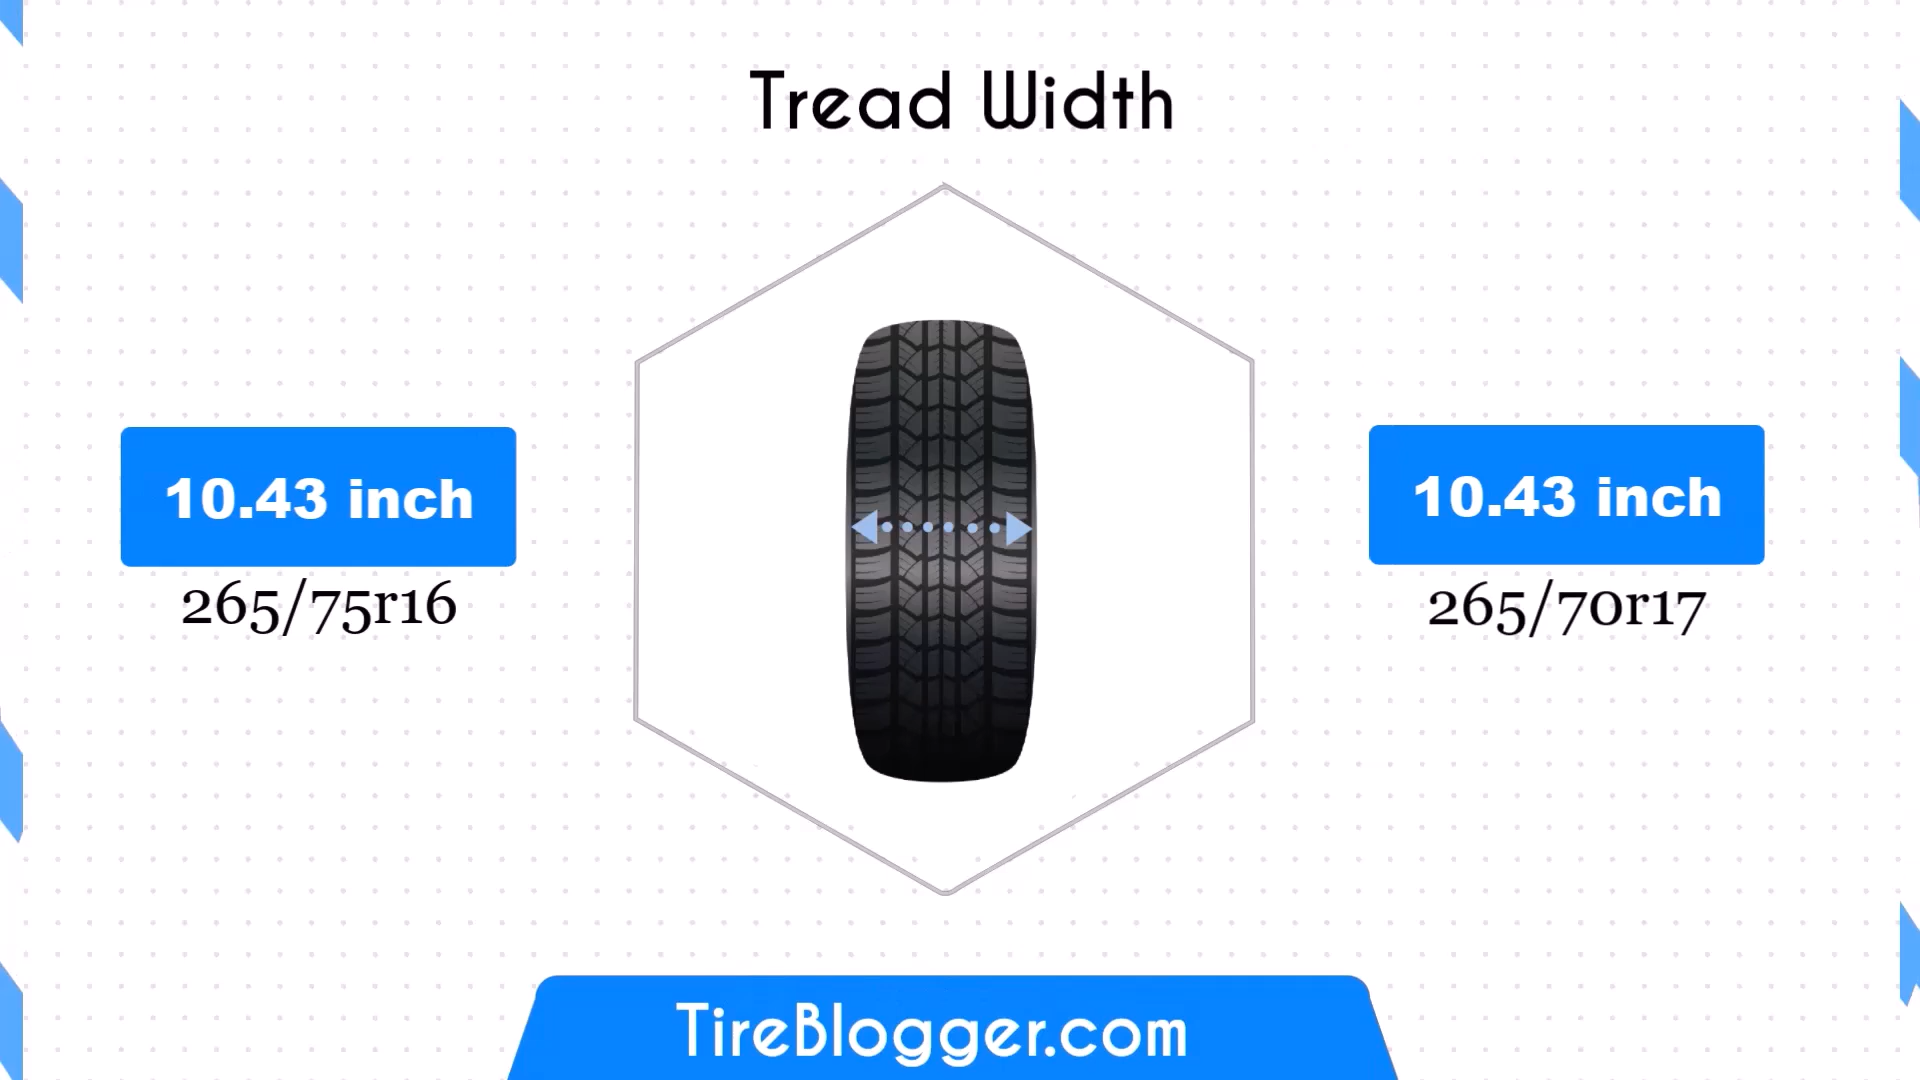 Tread Width
10.43 inch
265/75r16
10.43 inch
265/70r17
TireBlogger.com